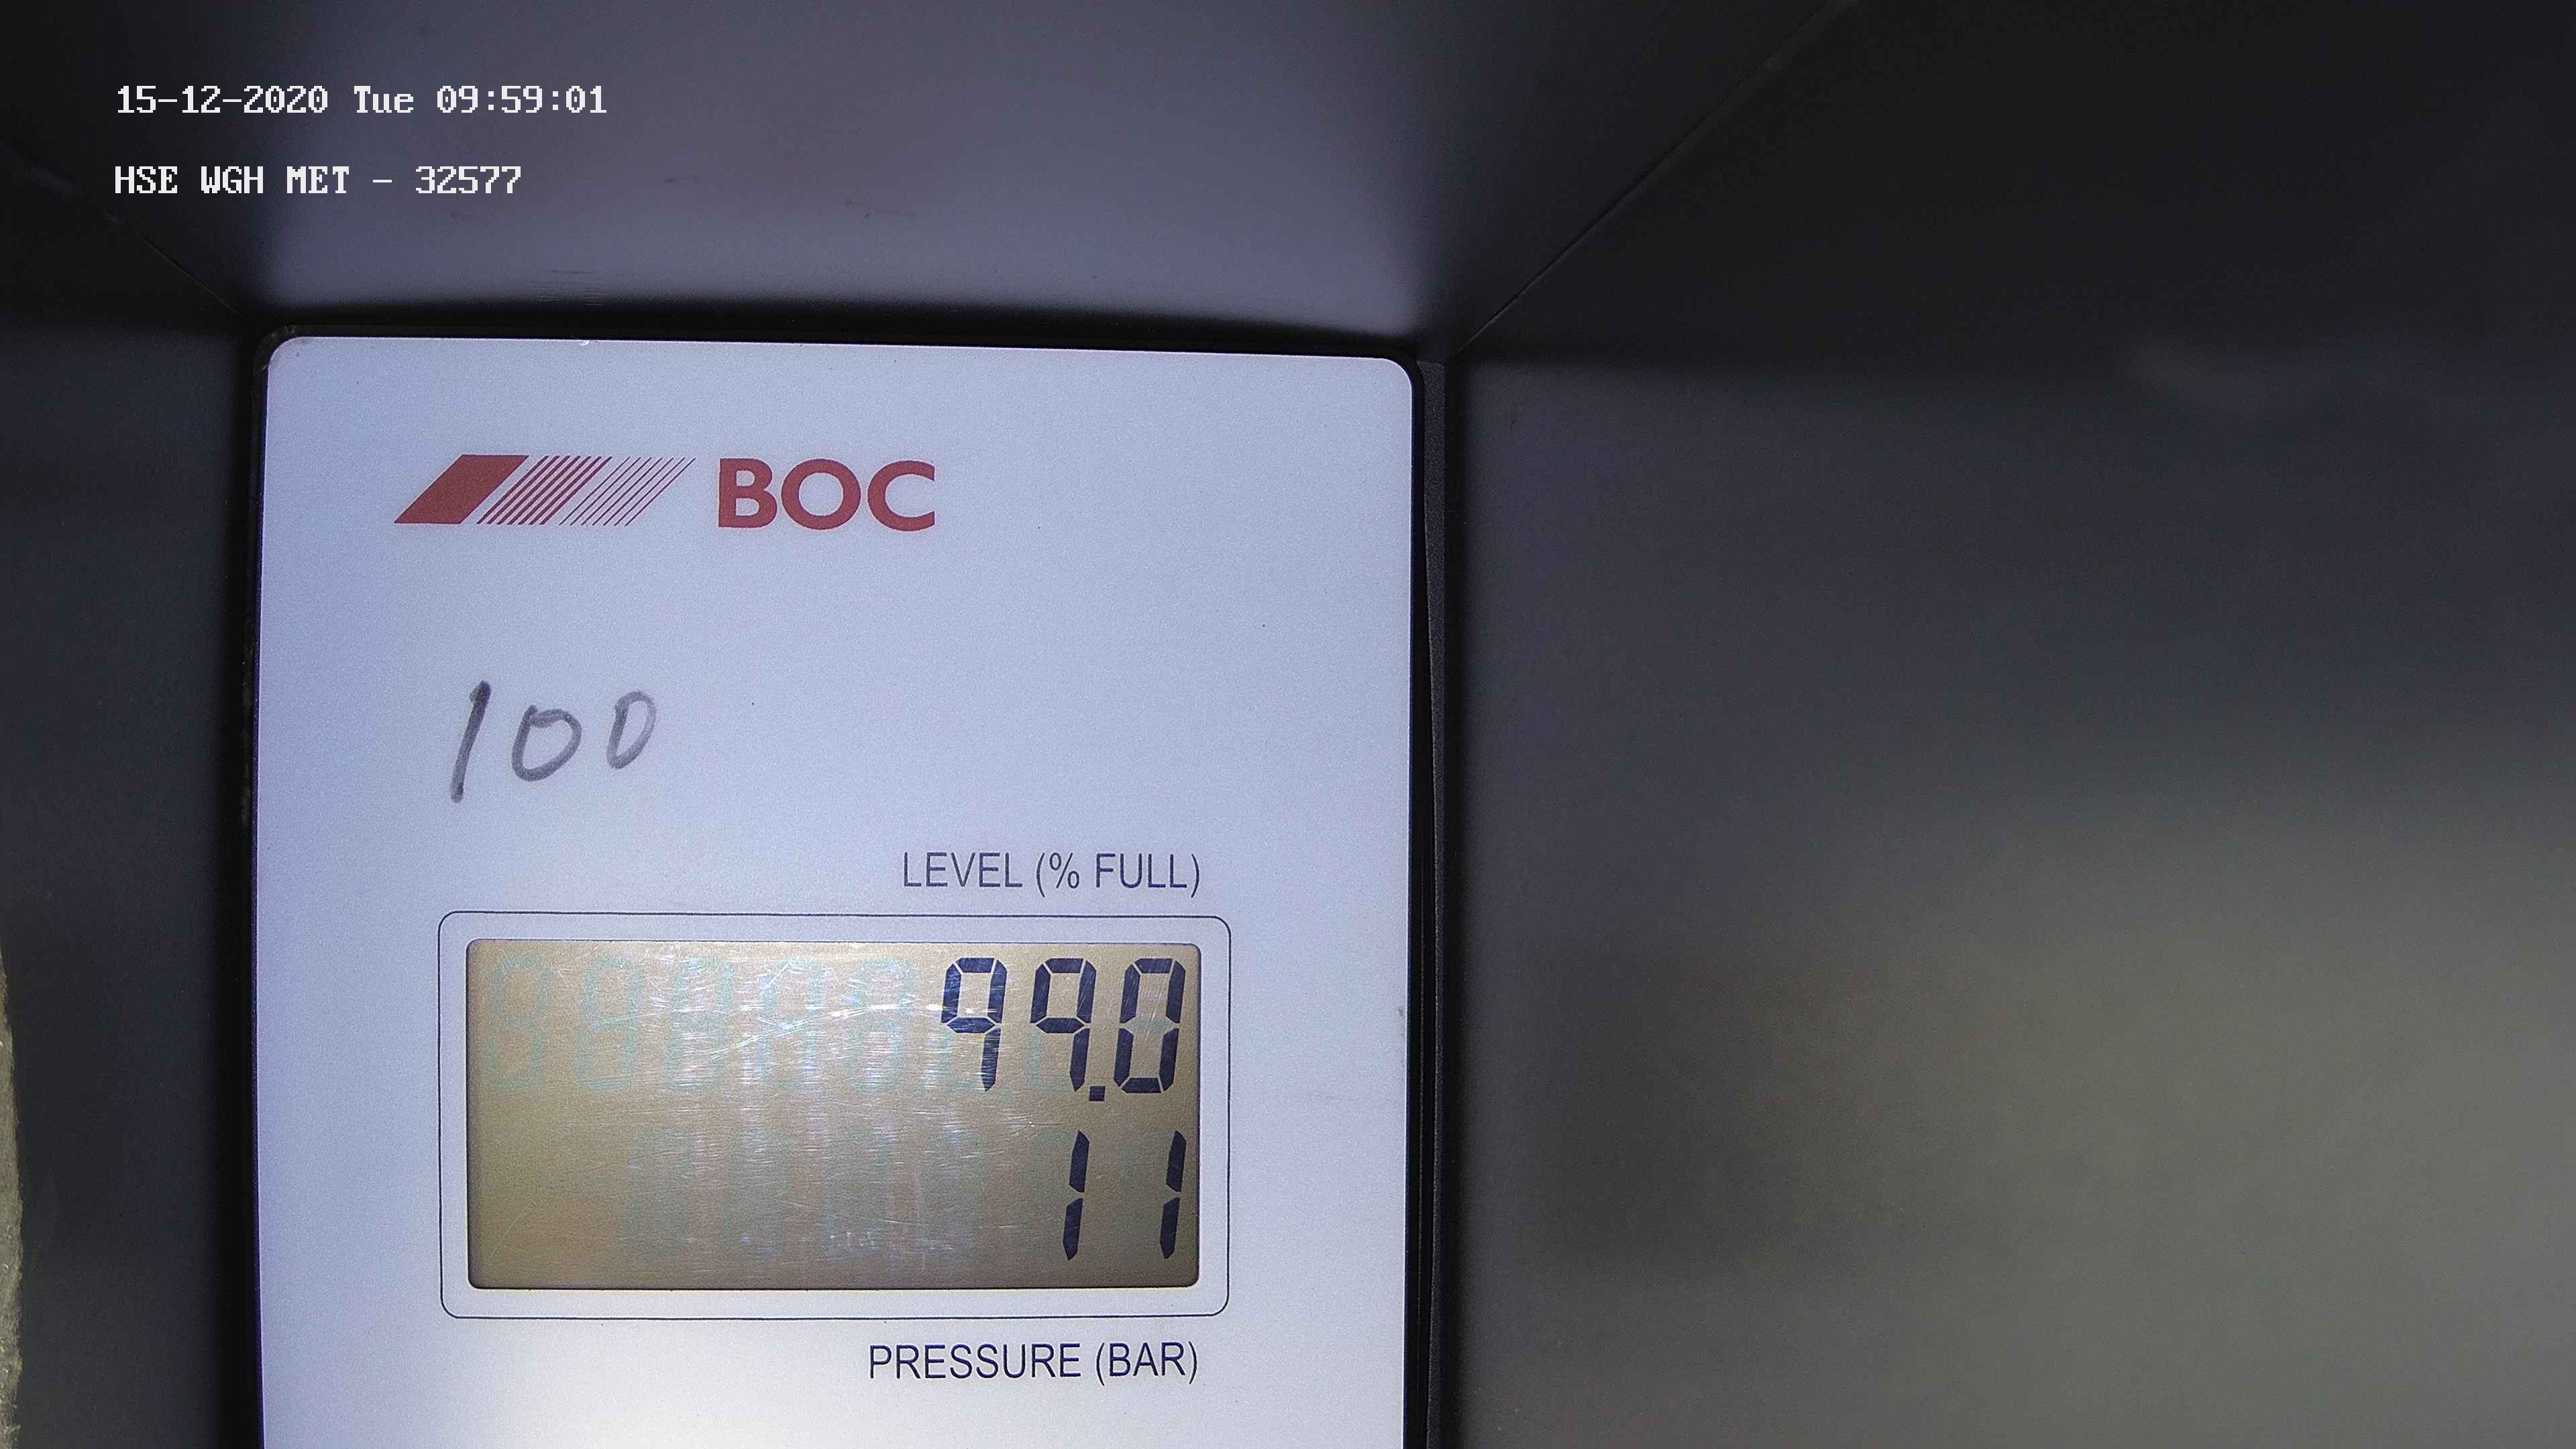 15-12-2020 Tue 09:59:01
HSE WGH MET - 32577
BOC
100
LEVEL (% FULL)
99.0
11
PRESSURE (BAR)